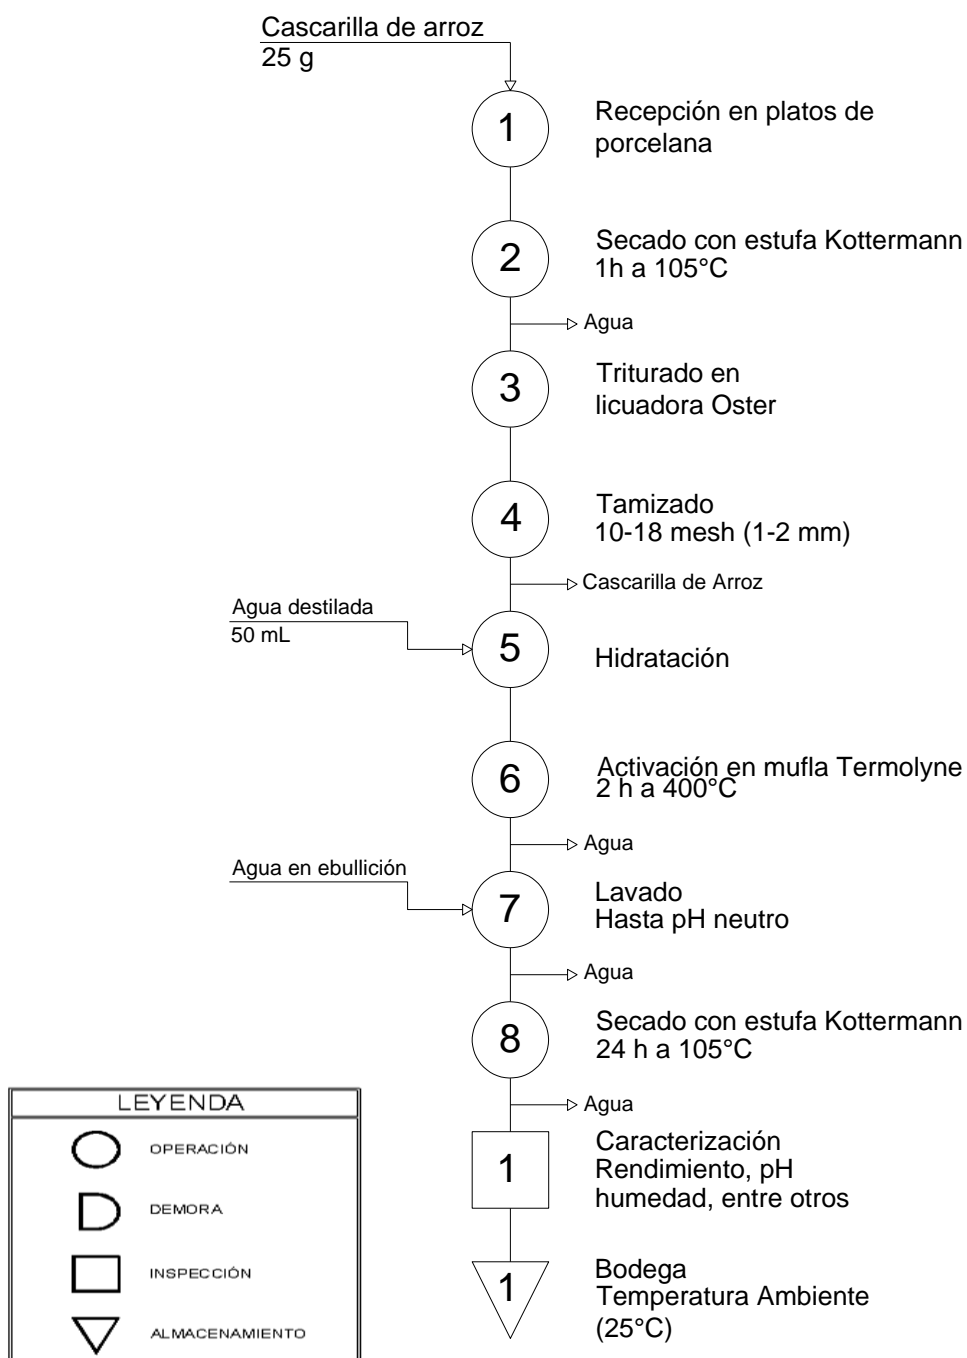 Cascarilla de arroz
25 g
1
Recepción en platos de
porcelana
2
Secado con estufa Kottermann
1h a 105°C
Agua
3
Triturado en
licuadora Oster
4
Tamizado
10-18 mesh (1-2 mm)
Cascarilla de Arroz
Agua destilada
50 mL
5
Hidratación
6
Activación en mufla Termolyne
2 h a 400°C
Agua
Agua en ebullición
7
Lavado
Hasta pH neutro
Agua
8
Secado con estufa Kottermann
24 h a 105°C
Agua
1
Caracterización
Rendimiento, pH
humedad, entre otros
1
Bodega
Temperatura Ambiente
(25°C)
LEYENDA
OPERACIÓN
DEMORA
INSPECCIÓN
ALMACENAMIENTO